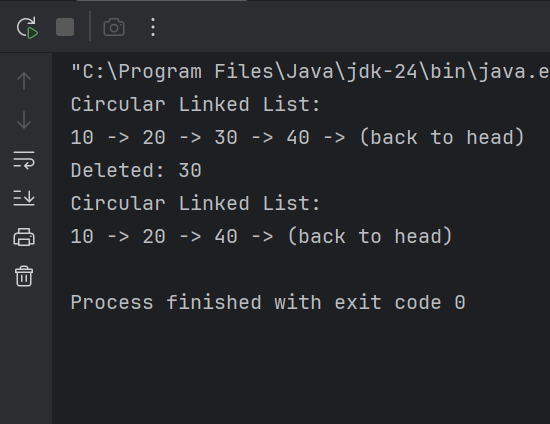 "C:\Program Files\Java\jdk-24\bin\java.e
Circular Linked List:
10 -> 20 -> 30 -> 40 -> (back to head)
Deleted: 30
Circular Linked List:
10 -> 20 -> 40 -> (back to head)
Process finished with exit code 0